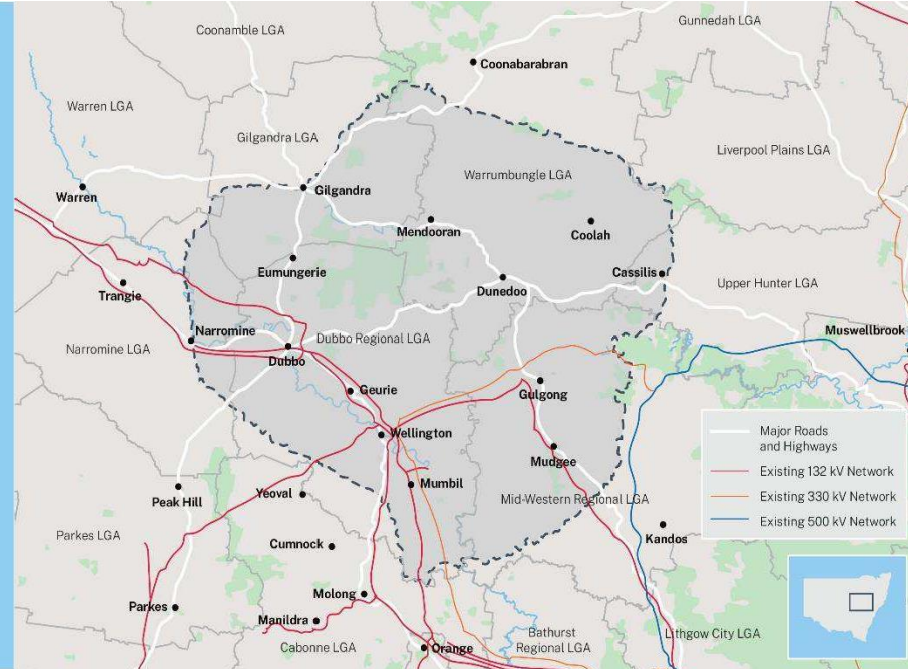 Gunnedah LGA
Coonamble LGA
Coonabarabran
Warren LGA
Gilgandra LGA
Liverpool Plains LGA
Warrumbungle LGA
Warren
Gilgandra
Mendooran
Coolah
Eumungerie
Cassilis
Trangie
Dunedoo
Upper Hunter LGA
Narromine
Muswellbrook
Dubbo Regional LGA
Narromine LGA
Dubbo
Geurie
Gulgong
Wellington
Major Roads
and Highways
Mudgee
Existing 132 kV Network
Mumbil
Yeoval
Peak Hill
Mid-Western Regional LGA
Existing 330 kV Network
Existing 500 kV Network
Parkes LGA
Kandos
Cumnock
Molong
Parkes
Manildra
Bathurst
Regional LGA
Lithgow City LGA
Cabonne LGA
Orange